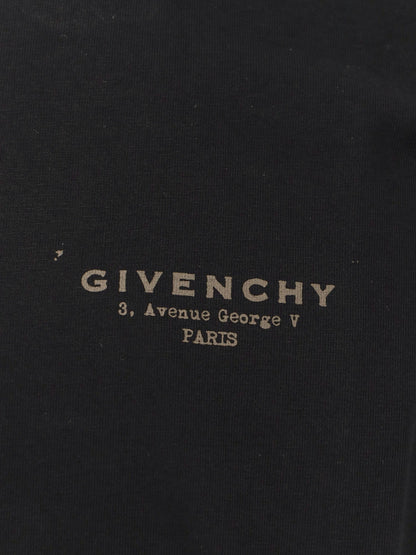 GIVENCHY
3, Avenue George V
PARIS